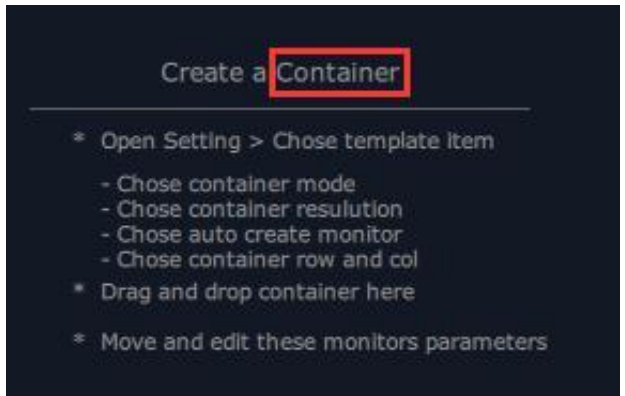 Create a Container
* Open Setting > Chose template item
- Chose container mode
- Chose container resulution
- Chose auto create monitor
- Chose container row and col
* Drag and drop container here
* Move and edit these monitors parameters